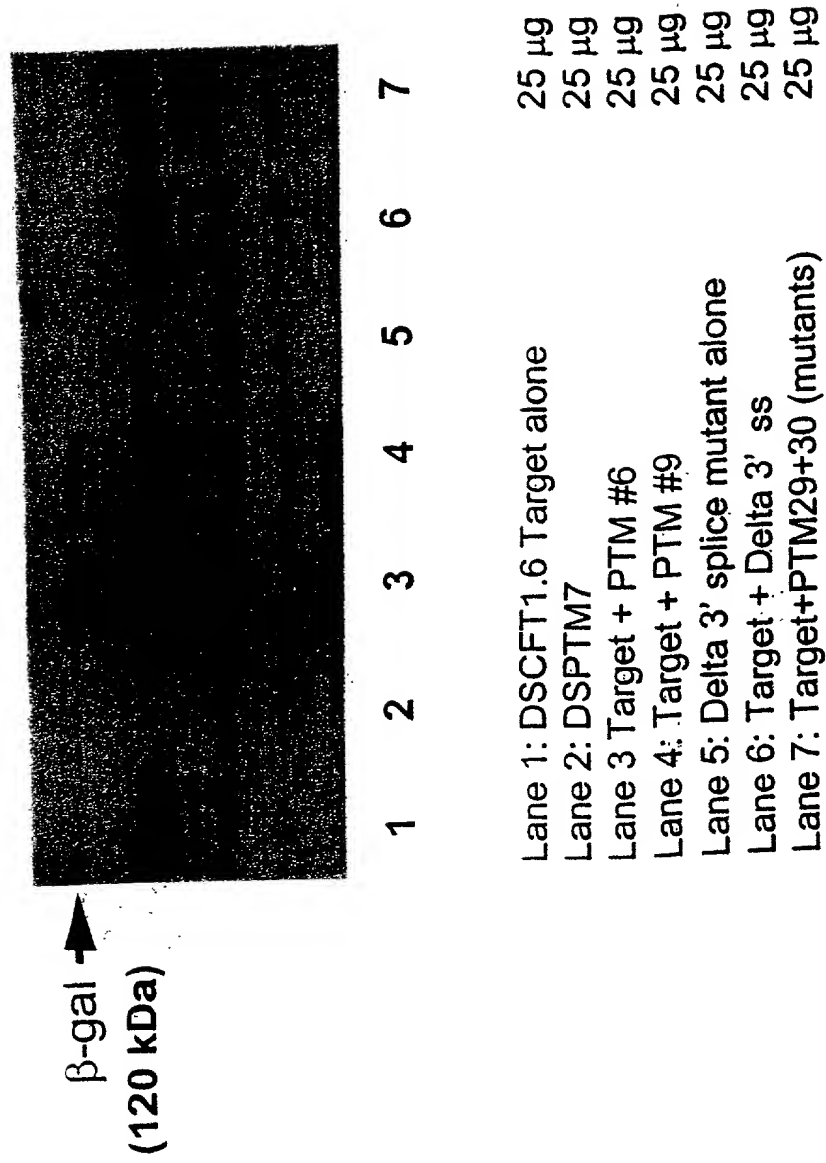 β-gal
(120 kDa)
1 2 3 4 5 6 7
Lane 1: DSCFT1.6 Target alone 25 µg
Lane 2: DSPTM7 25 µg
Lane 3 Target + PTM #6 25 µg
Lane 4: Target + PTM #9 25 µg
Lane 5: Delta 3' splice mutant alone 25 µg
Lane 6: Target + Delta 3' ss 25 µg
Lane 7: Target+PTM29+30 (mutants) 25 µg